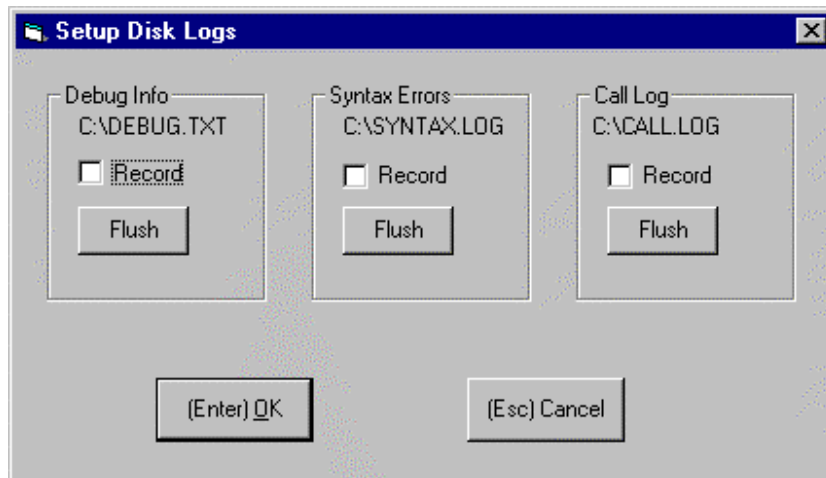 Setup Disk Logs
Debug Info
C:\DEBUG.TXT
Record
Flush
Syntax Errors
C:\SYNTAX.LOG
Record
Flush
Call Log
C:\CALL.LOG
Record
Flush
(Enter) OK
(Esc) Cancel